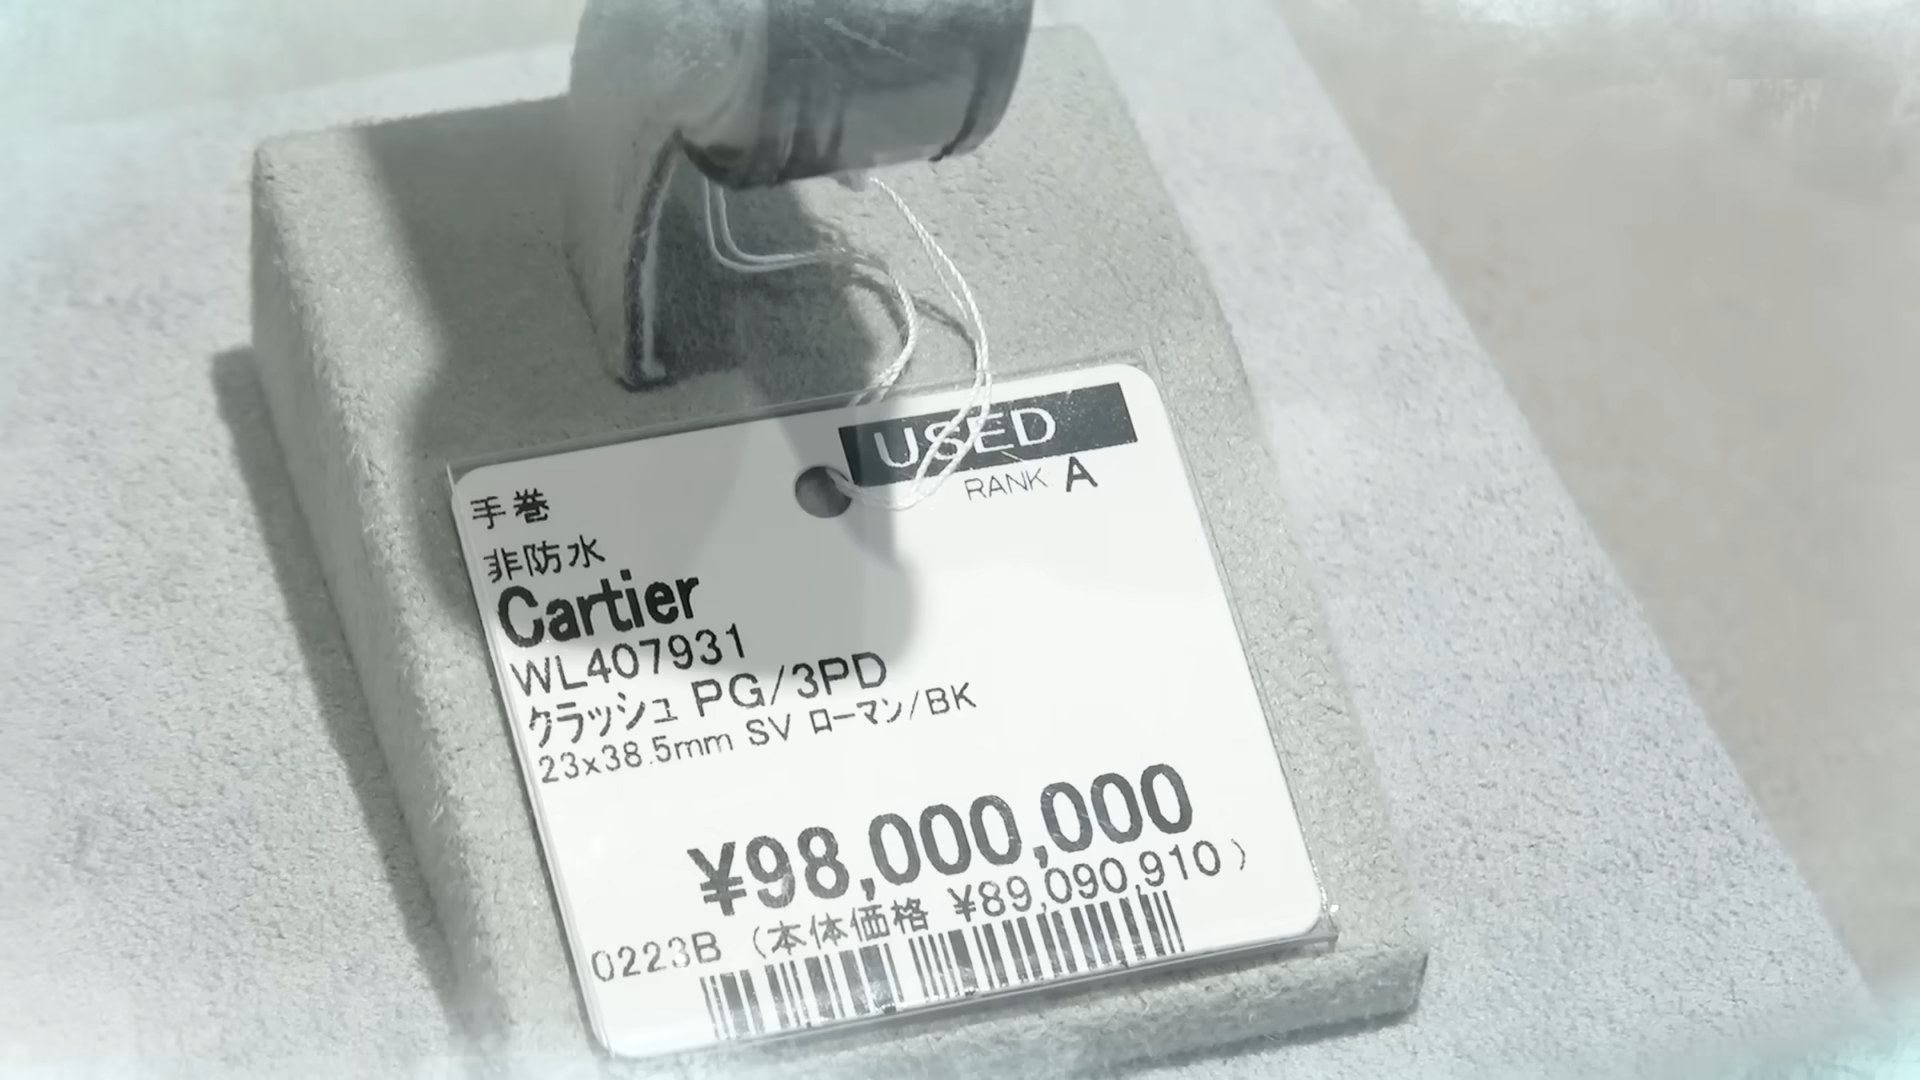 USED
RANK A
手巻
非防水
Cartier
WL407931
クラッシュ PG/3PD
23x38.5mm SV ローマン/BK
¥98,000,000
0223B (本体価格 ¥89,090,910)